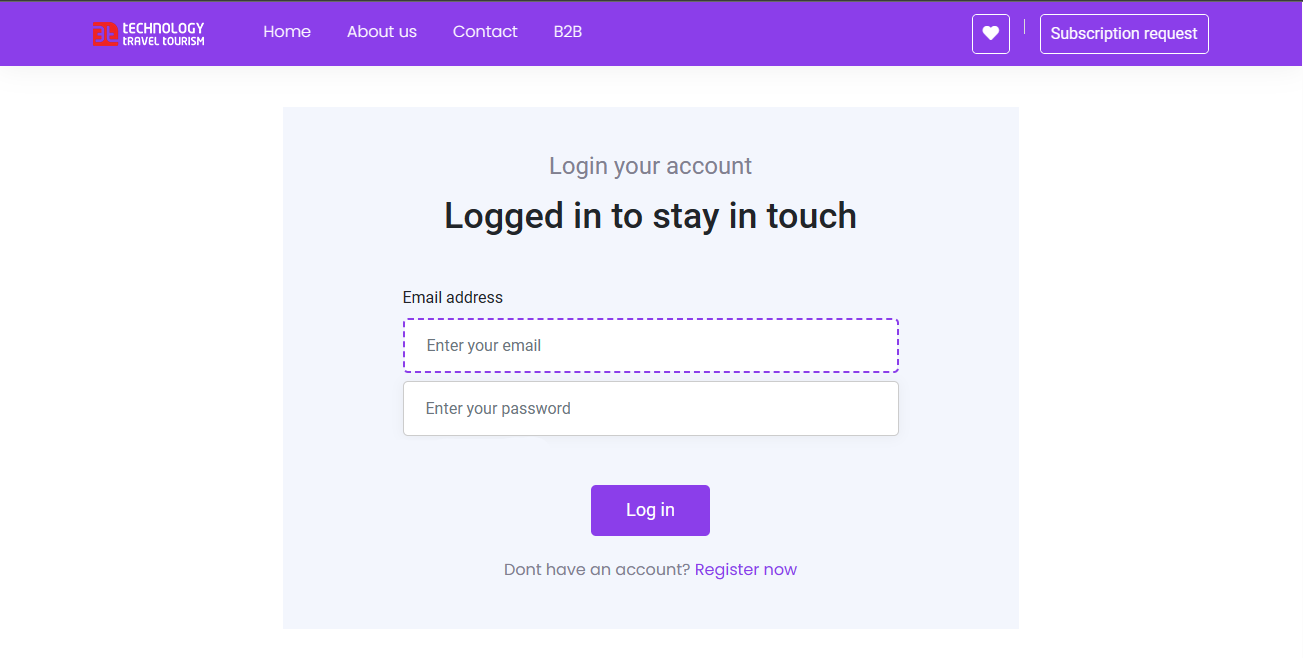 tECHNOLOGY
tRAVEL tOURISM
Home
About us
Contact
B2B
Subscription request
Login your account
Logged in to stay in touch
Email address
Enter your email
Enter your password
Log in
Dont have an account? Register now